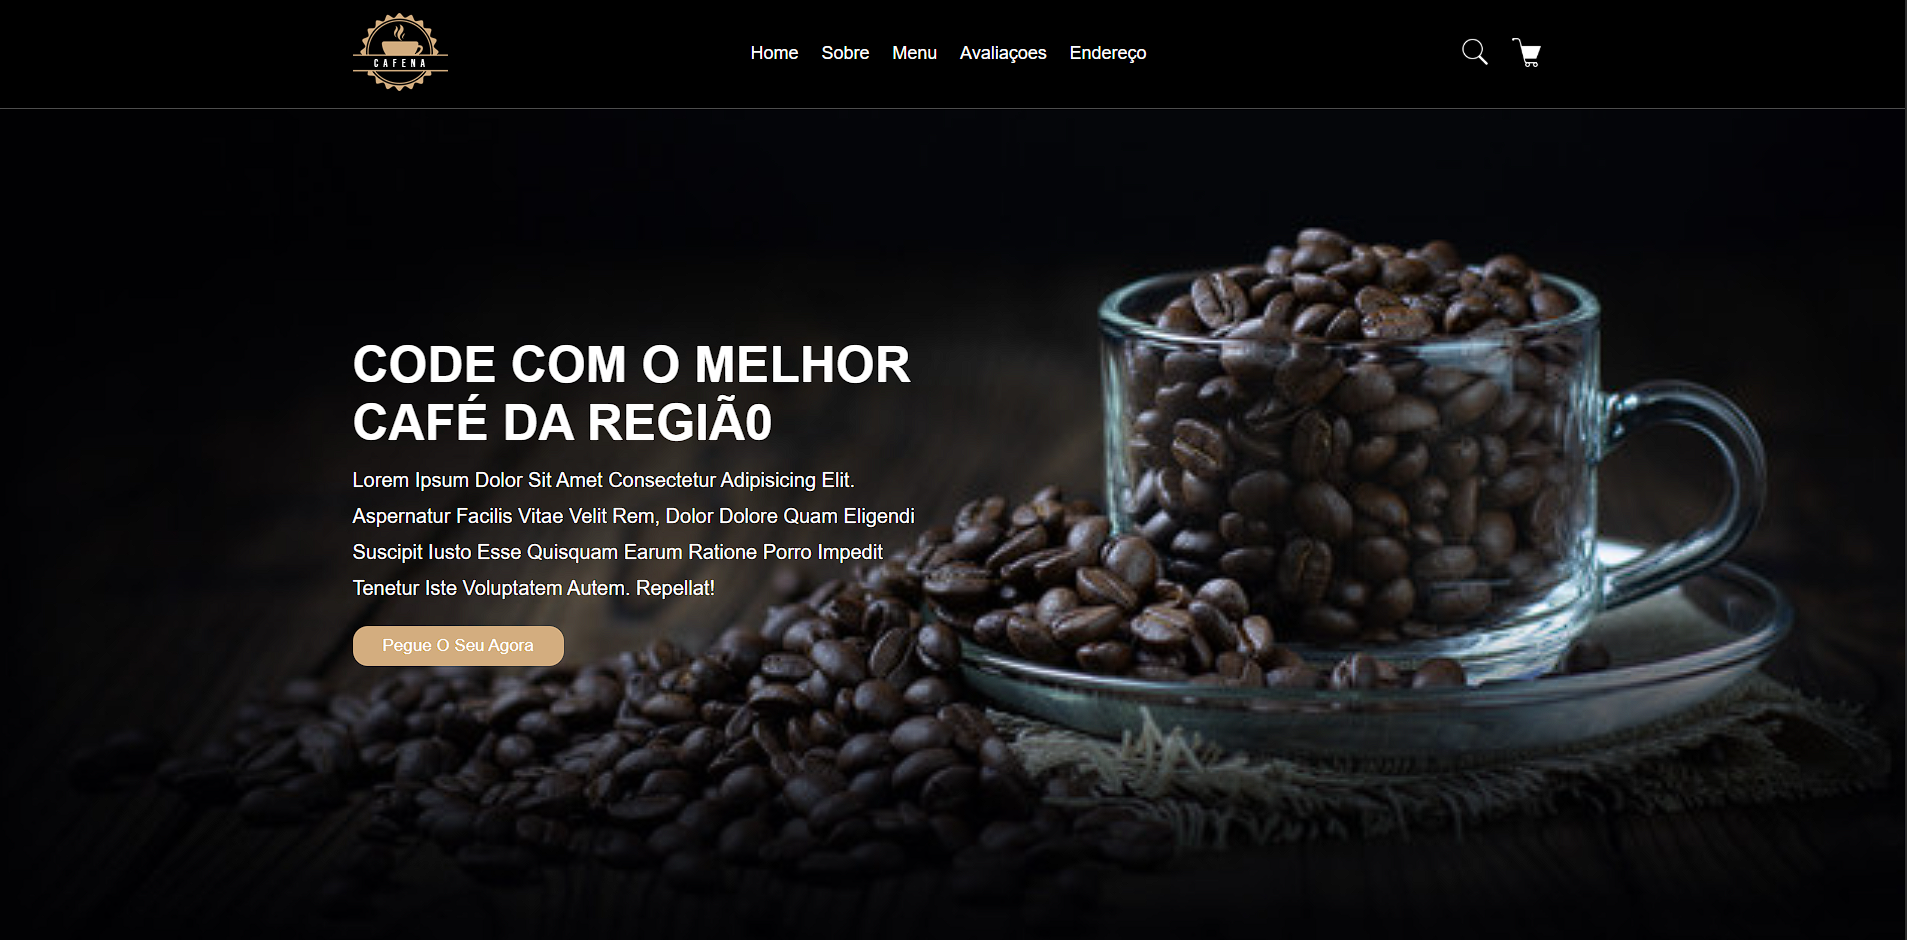 CAFENA
Home Sobre Menu Avaliaçoes Endereço
CODE COM O MELHOR
CAFÉ DA REGIÃ0
Lorem Ipsum Dolor Sit Amet Consectetur Adipisicing Elit.
Aspernatur Facilis Vitae Velit Rem, Dolor Dolore Quam Eligendi
Suscipit Iusto Esse Quisquam Earum Ratione Porro Impedit
Tenetur Iste Voluptatem Autem. Repellat!
Pegue O Seu Agora